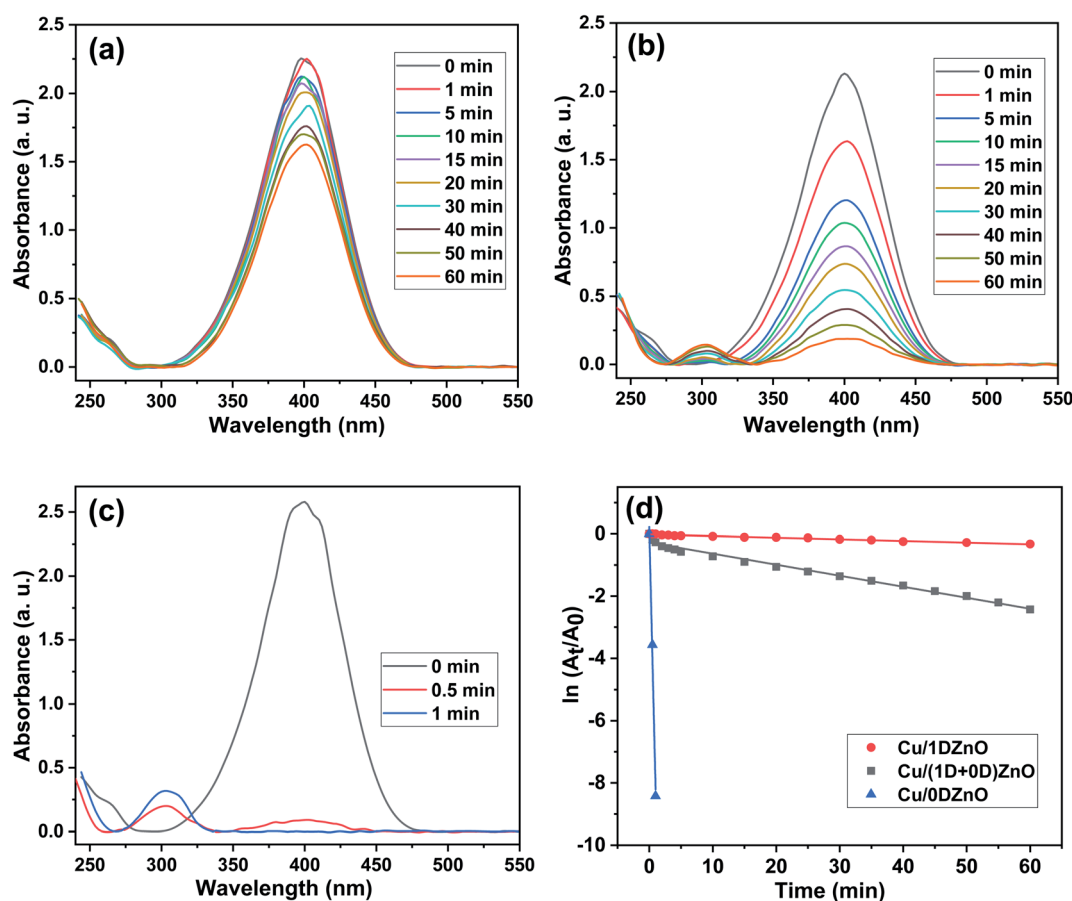 (a)
2.5
2.0
1.5
1.0
0.5
0.0
Absorbance (a. u.)
250 300 350 400 450 500 550
Wavelength (nm)
0 min
1 min
5 min
10 min
15 min
20 min
30 min
40 min
50 min
60 min
(b)
2.5
2.0
1.5
1.0
0.5
0.0
Absorbance (a. u.)
250 300 350 400 450 500 550
Wavelength (nm)
0 min
1 min
5 min
10 min
15 min
20 min
30 min
40 min
50 min
60 min
(c)
2.5
2.0
1.5
1.0
0.5
0.0
Absorbance (a. u.)
250 300 350 400 450 500 550
Wavelength (nm)
0 min
0.5 min
1 min
(d)
0
-2
-4
-6
-8
-10
ln (At/A0)
0 10 20 30 40 50 60
Time (min)
Cu/1DZnO
Cu/(1D+0D)ZnO
Cu/0DZnO